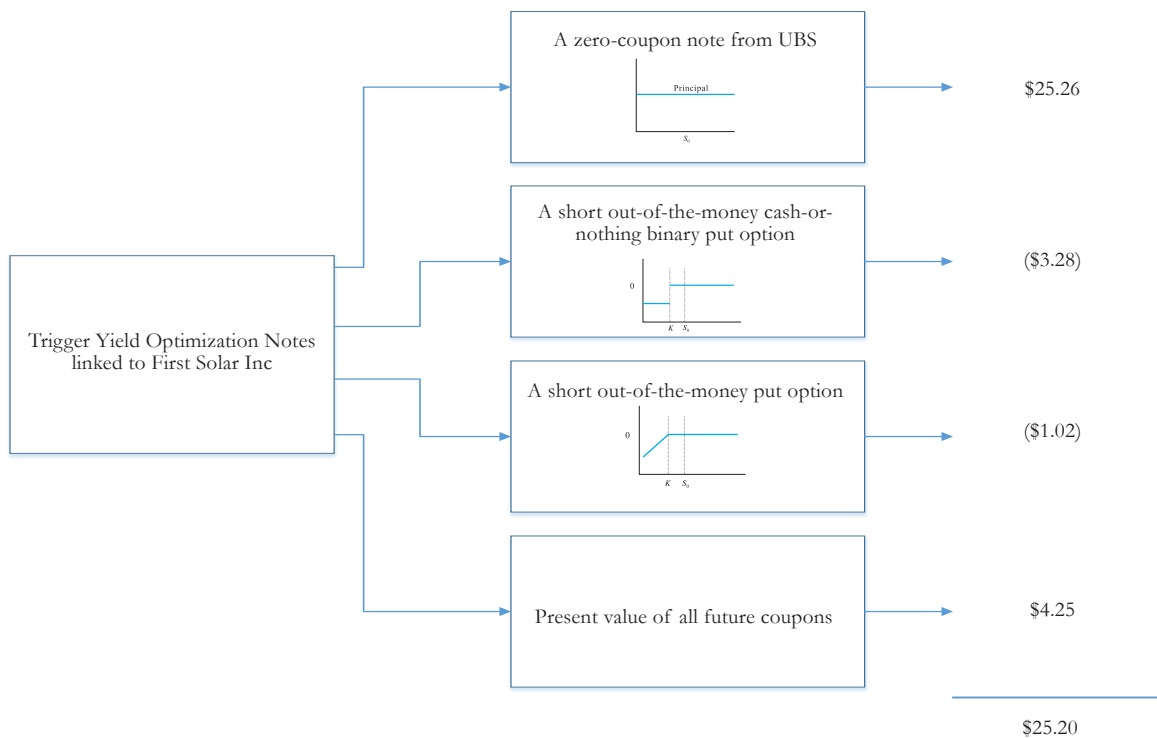 A zero-coupon note from UBS
Principal
S0
$25.26
A short out-of-the-money cash-or-
nothing binary put option
0
K S0
($3.28)
Trigger Yield Optimization Notes
linked to First Solar Inc
A short out-of-the-money put option
0
K S0
($1.02)
Present value of all future coupons
$4.25
$25.20